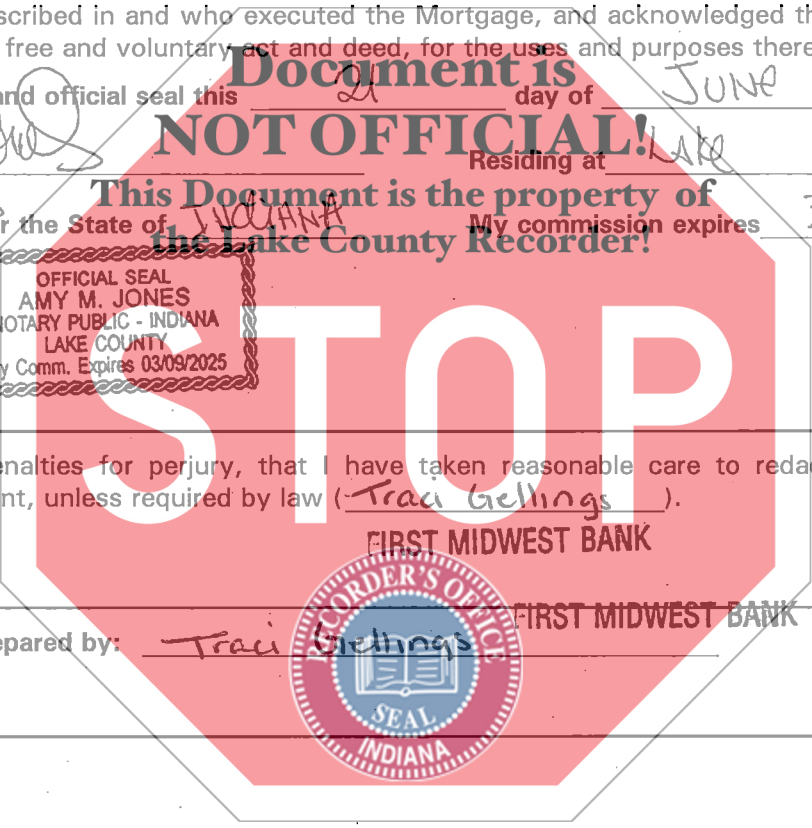 scribed in and who executed the Mortgage, and acknowledged th
free and voluntary act and deed, for the uses and purposes there
Document is
and official seal this 21 day of JUNE
NOT OFFICIAL!
Residing at Lake
This Document is the property of
r the State of INDIANA My commission expires
the Lake County Recorder!
OFFICIAL SEAL
AMY M. JONES
NOTARY PUBLIC - INDIANA
LAKE COUNTY
y Comm. Expires 03/09/2025
STOP
enalties for perjury, that I have taken reasonable care to redac
nt, unless required by law ( Traci Gellings ).
FIRST MIDWEST BANK
FIRST MIDWEST BANK
epared by: Traci Gellings
RECORDER'S OFFICE
SEAL
INDIANA